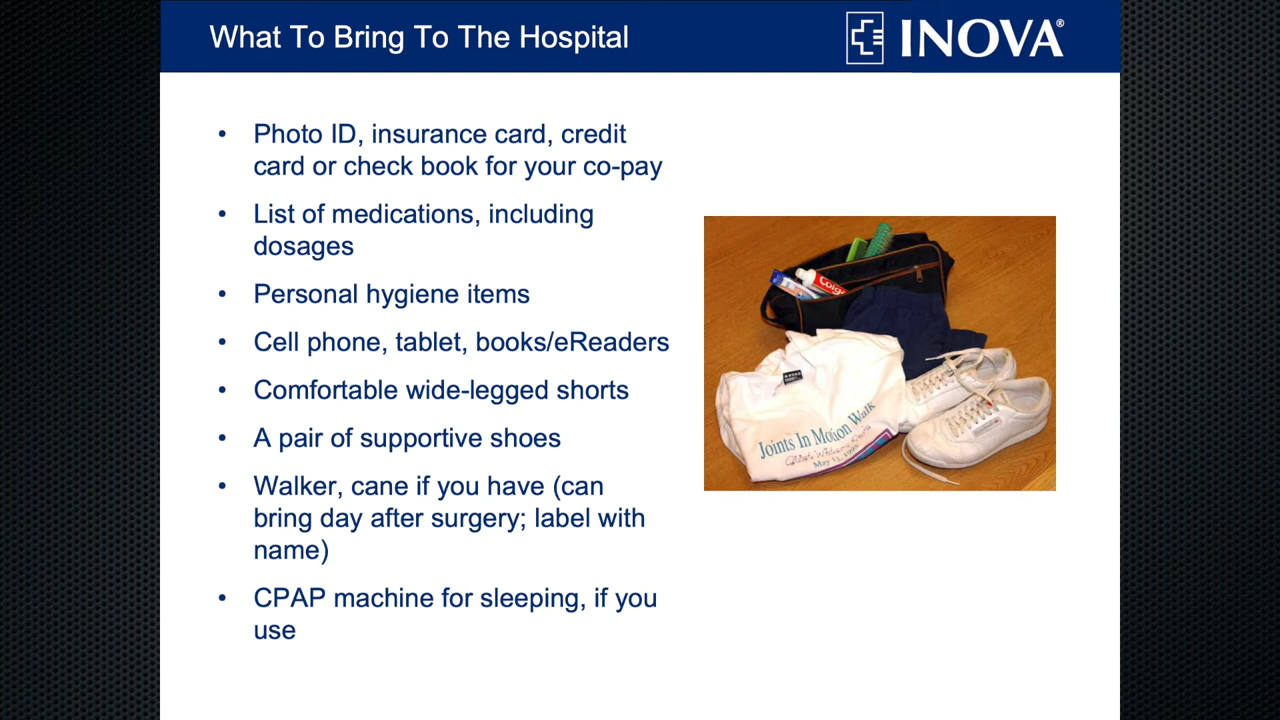 What To Bring To The Hospital
INOVA®
• Photo ID, insurance card, credit
card or check book for your co-pay
• List of medications, including
dosages
• Personal hygiene items
• Cell phone, tablet, books/eReaders
• Comfortable wide-legged shorts
• A pair of supportive shoes
• Walker, cane if you have (can
bring day after surgery; label with
name)
• CPAP machine for sleeping, if you
use
Joints In Motion Walk